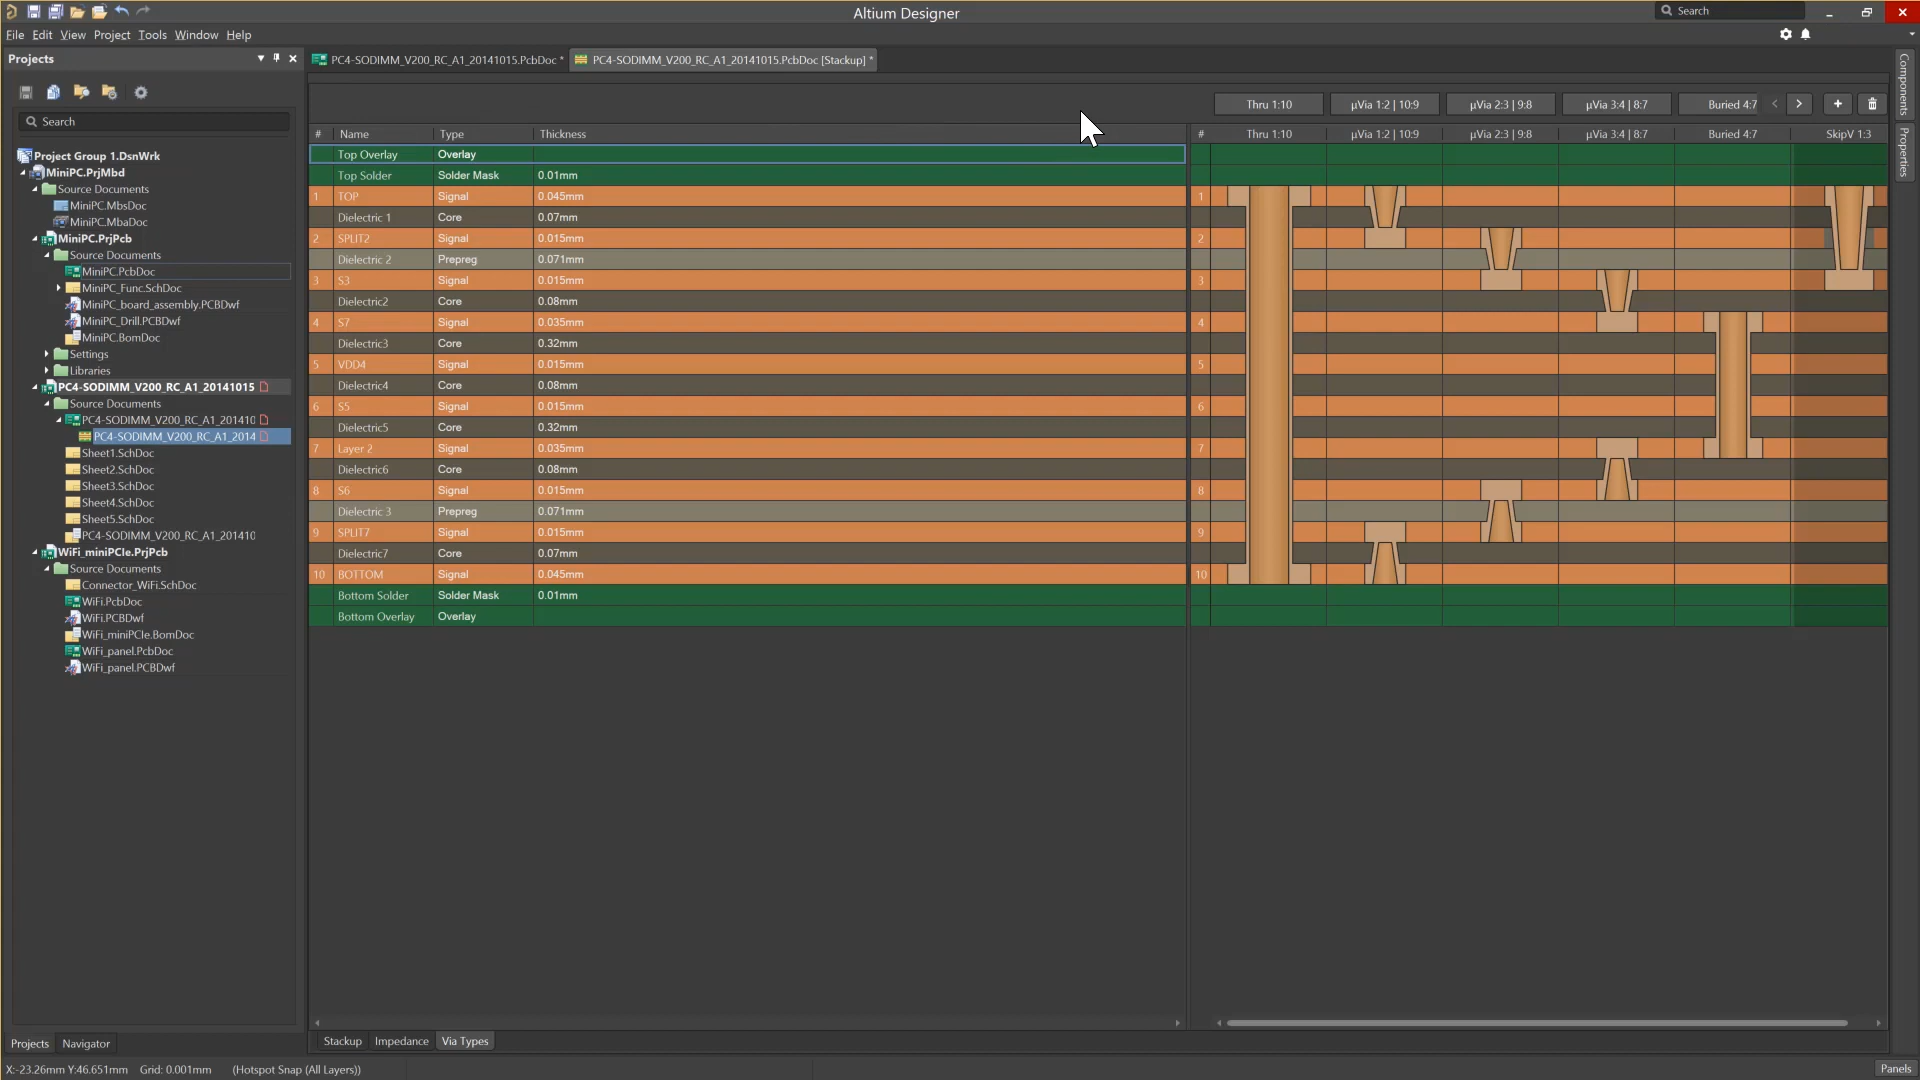 Altium Designer
Search
File Edit View Project Tools Window Help
Projects
PC4-SODIMM_V200_RC_A1_20141015.PcbDoc *
PC4-SODIMM_V200_RC_A1_20141015.PcbDoc [Stackup] *
Search
Project Group 1.DsnWrk
MiniPC.PrjMbd
Source Documents
MiniPC.MbsDoc
MiniPC.MbaDoc
MiniPC.PrjPcb
Source Documents
MiniPC.PcbDoc
MiniPC_Func.SchDoc
MiniPC_board_assembly.PCBDwf
MiniPC_Drill.PCBDwf
MiniPC.BomDoc
Settings
Libraries
PC4-SODIMM_V200_RC_A1_20141015
Source Documents
PC4-SODIMM_V200_RC_A1_201410
PC4-SODIMM_V200_RC_A1_2014
Sheet1.SchDoc
Sheet2.SchDoc
Sheet3.SchDoc
Sheet4.SchDoc
Sheet5.SchDoc
PC4-SODIMM_V200_RC_A1_201410
WiFi_miniPCIe.PrjPcb
Source Documents
Connector_WiFi.SchDoc
WiFi.PcbDoc
WiFi.PCBDwf
WiFi_miniPCIe.BomDoc
WiFi_panel.PcbDoc
WiFi_panel.PCBDwf
Projects Navigator
# Name Type Thickness
Top Overlay Overlay
Top Solder Solder Mask 0.01mm
1 TOP Signal 0.045mm
Dielectric 1 Core 0.07mm
2 SPLIT2 Signal 0.015mm
Dielectric 2 Prepreg 0.071mm
3 S3 Signal 0.015mm
Dielectric2 Core 0.08mm
4 S7 Signal 0.035mm
Dielectric3 Core 0.32mm
5 VDD4 Signal 0.015mm
Dielectric4 Core 0.08mm
6 S5 Signal 0.015mm
Dielectric5 Core 0.32mm
7 Layer 2 Signal 0.035mm
Dielectric6 Core 0.08mm
8 S6 Signal 0.015mm
Dielectric 3 Prepreg 0.071mm
9 SPLIT7 Signal 0.015mm
Dielectric7 Core 0.07mm
10 BOTTOM Signal 0.045mm
Bottom Solder Solder Mask 0.01mm
Bottom Overlay Overlay
Thru 1:10 µVia 1:2 | 10:9 µVia 2:3 | 9:8 µVia 3:4 | 8:7 Buried 4:7 < > +
# Thru 1:10 µVia 1:2 | 10:9 µVia 2:3 | 9:8 µVia 3:4 | 8:7 Buried 4:7 SkipV 1:3
1
2
3
4
5
6
7
8
9
10
Components
Properties
Stackup Impedance Via Types
X:-23.26mm Y:46.651mm Grid: 0.001mm (Hotspot Snap (All Layers))
Panels